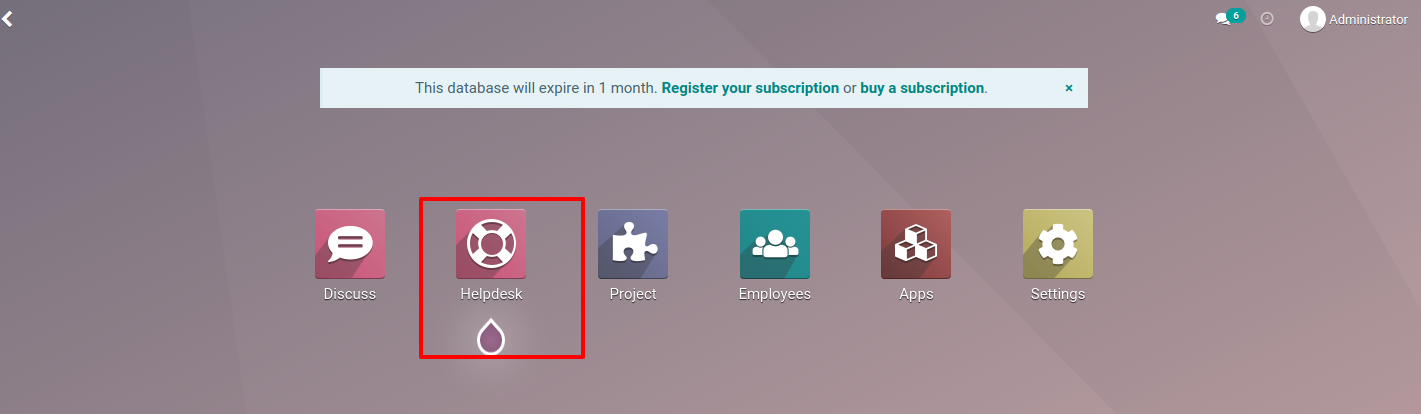 6
Administrator
This database will expire in 1 month. Register your subscription or buy a subscription. ×
Discuss
Helpdesk
Project
Employees
Apps
Settings